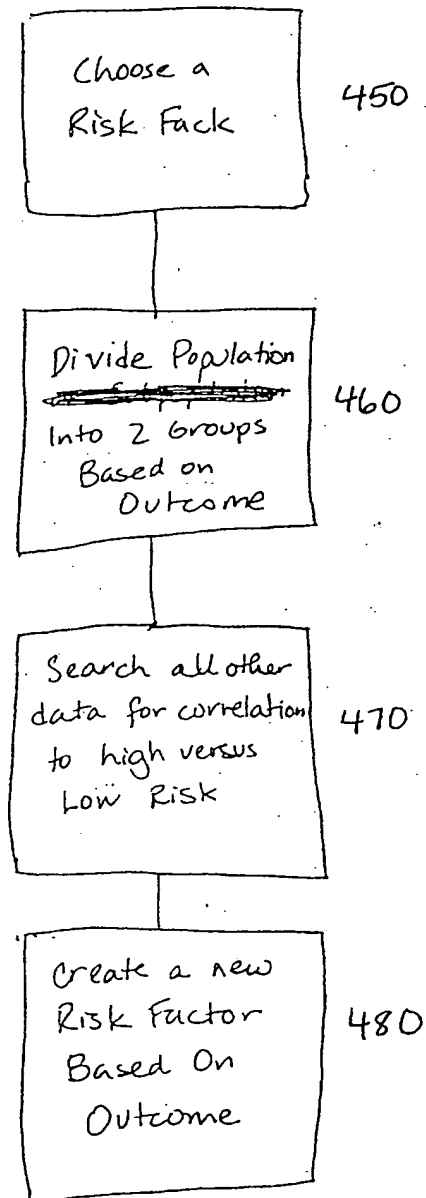 Choose a
Risk Fack
450
Divide Population
Into 2 Groups
Based on
Outcome
460
Search all other
data for correlation
to high versus
Low Risk
470
Create a new
Risk Factor
Based On
Outcome
480